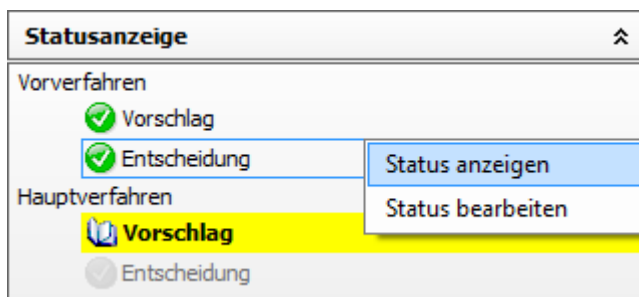 Statusanzeige
Vorverfahren
Vorschlag
Entscheidung
Status anzeigen
Status bearbeiten
Hauptverfahren
Vorschlag
Entscheidung